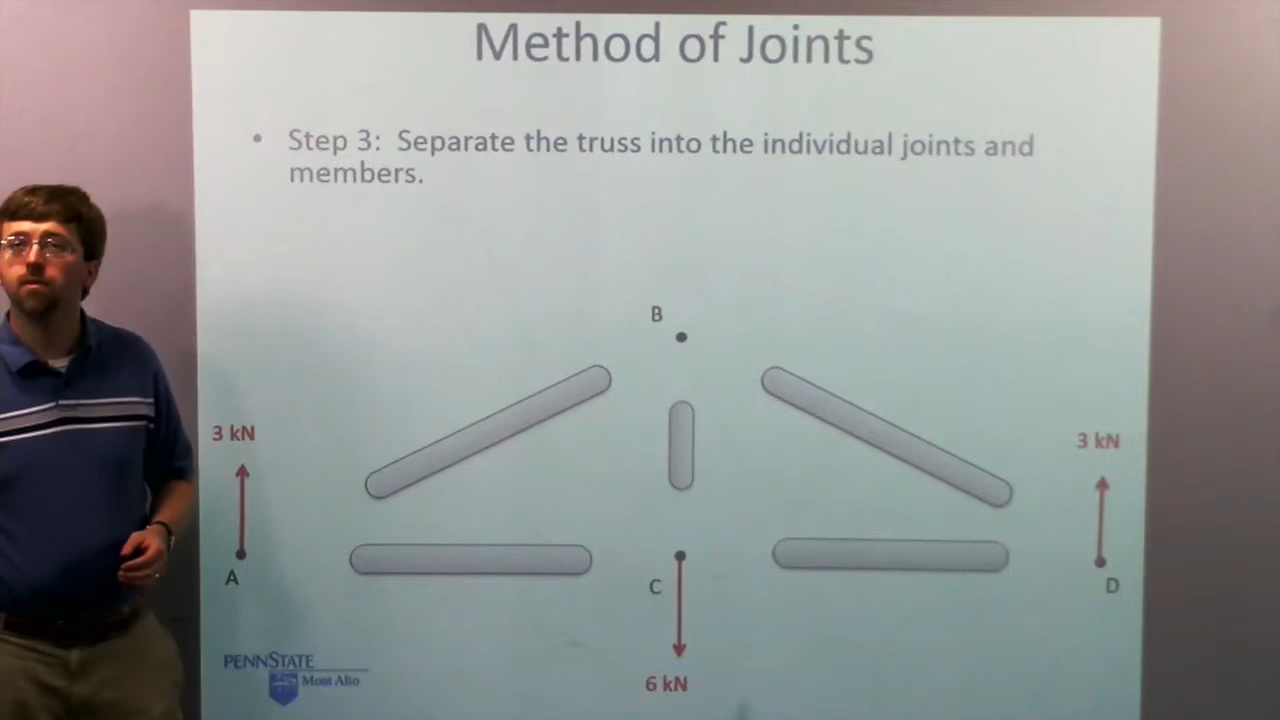 Method of Joints
• Step 3: Separate the truss into the individual joints and
members.
B
3 kN
3 kN
A
C
D
6 kN
PENNSTATE
Mont Alto